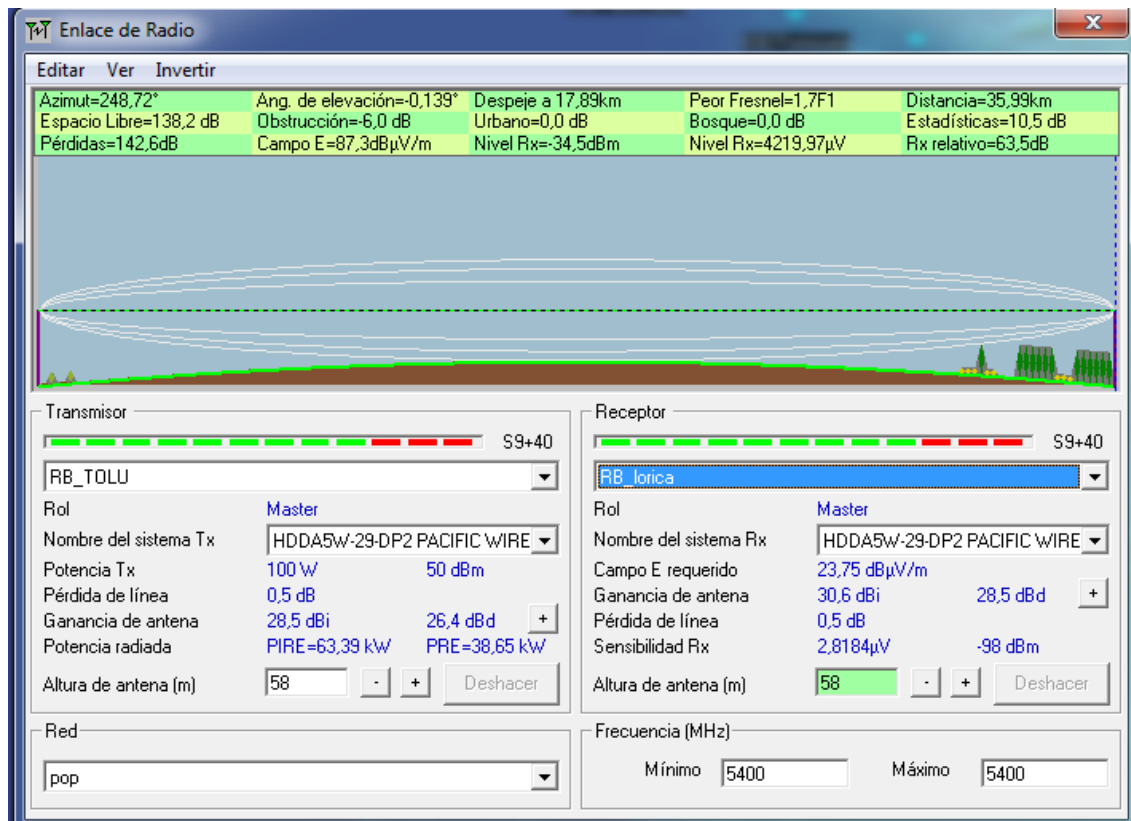 Enlace de Radio
Editar Ver Invertir
Azimut=248,72° Ang. de elevación=-0,139° Despeje a 17,89km Peor Fresnel=1,7F1 Distancia=35,99km
Espacio Libre=138,2 dB Obstrucción=-6,0 dB Urbano=0,0 dB Bosque=0,0 dB Estadísticas=10,5 dB
Pérdidas=142,6dB Campo E=87,3dBµV/m Nivel Rx=-34,5dBm Nivel Rx=4219,97µV Rx relativo=63,5dB
Transmisor
S9+40
RB_TOLU
Rol Master
Nombre del sistema Tx HDDA5W-29-DP2 PACIFIC WIRE
Potencia Tx 100 W 50 dBm
Pérdida de línea 0,5 dB
Ganancia de antena 28,5 dBi 26,4 dBd +
Potencia radiada PIRE=63,39 kW PRE=38,65 kW
Altura de antena (m) 58 - + Deshacer
Receptor
S9+40
RB_lorica
Rol Master
Nombre del sistema Rx HDDA5W-29-DP2 PACIFIC WIRE
Campo E requerido 23,75 dBµV/m
Ganancia de antena 30,6 dBi 28,5 dBd +
Pérdida de línea 0,5 dB
Sensibilidad Rx 2,8184µV -98 dBm
Altura de antena (m) 58 - + Deshacer
Red
pop
Frecuencia (MHz)
Mínimo 5400 Máximo 5400